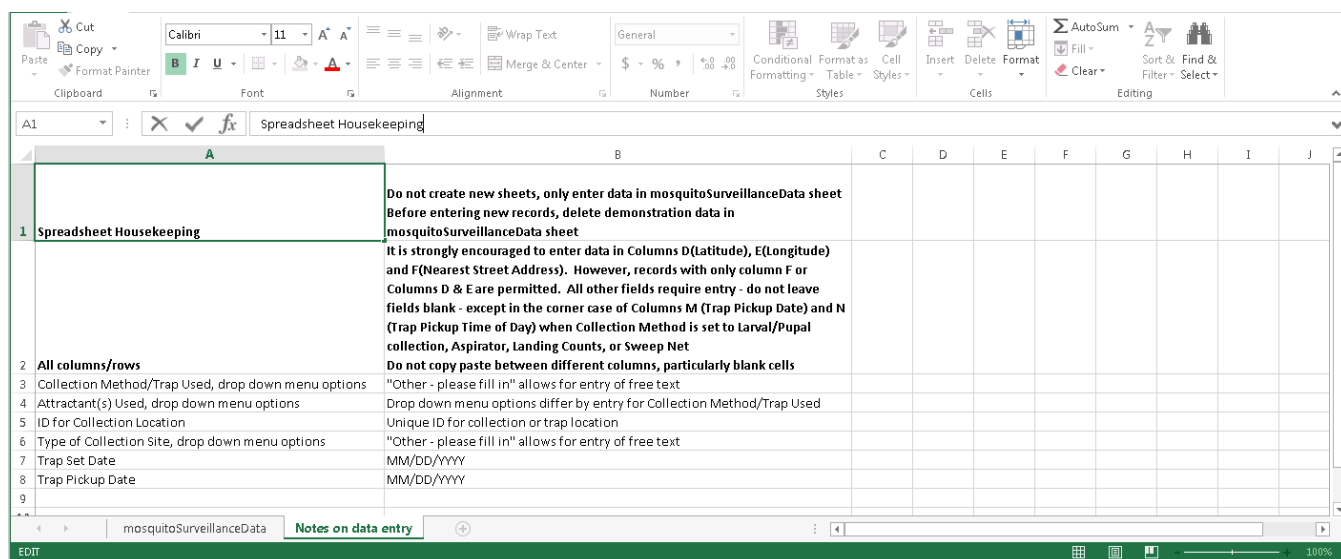 Cut
Copy
Format Painter
Paste
Clipboard
Calibri
11
A A
B I U
A
Font
Wrap Text
Merge & Center
Alignment
General
$ % ,
.0 .00
.00 .0
Number
Conditional Formatting
Format as Table
Cell Styles
Styles
Insert
Delete
Format
Cells
AutoSum
Fill
Clear
Sort & Filter
Find & Select
Editing
A1
fx
Spreadsheet Housekeeping
A B C D E F G H I J
Do not create new sheets, only enter data in mosquitoSurveillanceData sheet
Before entering new records, delete demonstration data in
1 Spreadsheet Housekeeping mosquitoSurveillanceData sheet
It is strongly encouraged to enter data in Columns D(Latitude), E(Longitude)
and F(Nearest Street Address). However, records with only column F or
Columns D & E are permitted. All other fields require entry - do not leave
fields blank - except in the corner case of Columns M (Trap Pickup Date) and N
(Trap Pickup Time of Day) when Collection Method is set to Larval/Pupal
collection, Aspirator, Landing Counts, or Sweep Net
2 All columns/rows Do not copy paste between different columns, particularly blank cells
3 Collection Method/Trap Used, drop down menu options "Other - please fill in" allows for entry of free text
4 Attractant(s) Used, drop down menu options Drop down menu options differ by entry for Collection Method/Trap Used
5 ID for Collection Location Unique ID for collection or trap location
6 Type of Collection Site, drop down menu options "Other - please fill in" allows for entry of free text
7 Trap Set Date MM/DD/YYYY
8 Trap Pickup Date MM/DD/YYYY
9
mosquitoSurveillanceData Notes on data entry
EDIT 100%